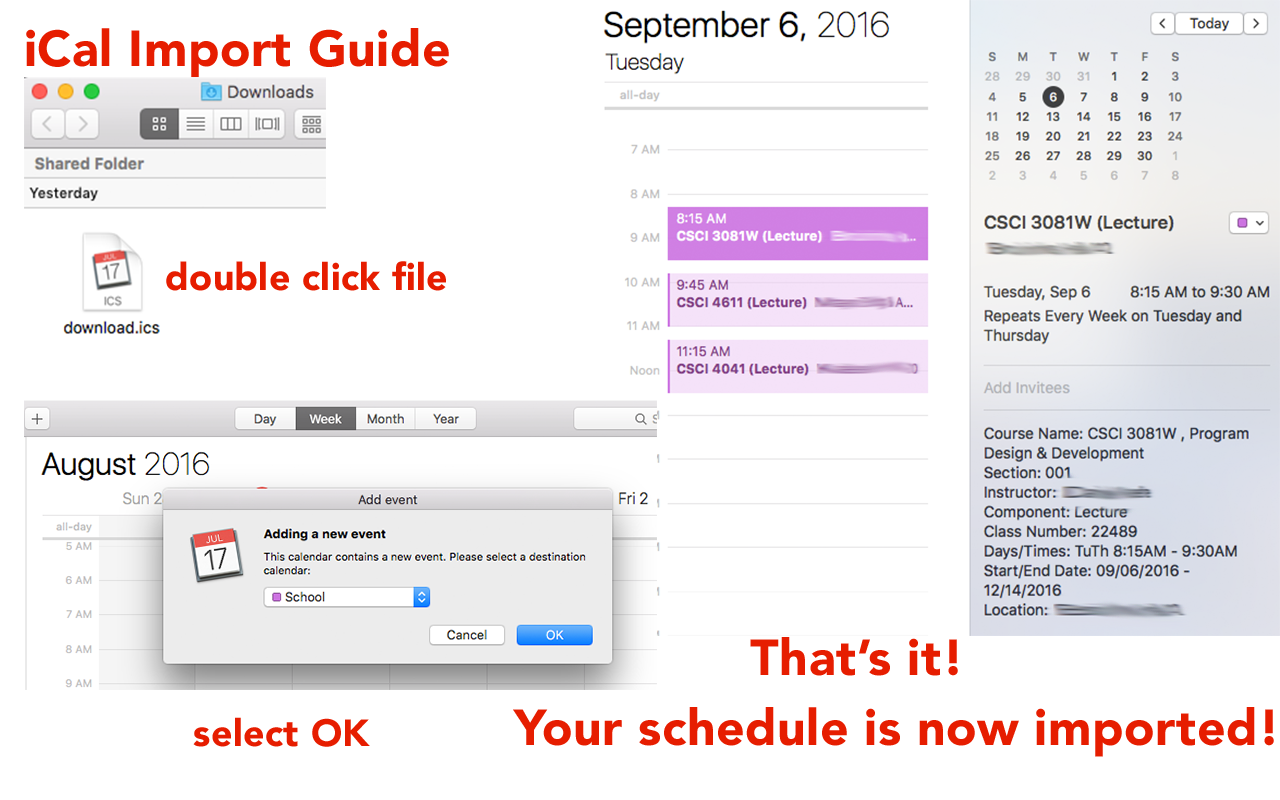 iCal Import Guide
Downloads
Shared Folder
Yesterday
JUL
17
ICS
download.ics
double click file
Day Week Month Year
August 2016
Sun 2
Fri 2
all-day
5 AM
6 AM
7 AM
8 AM
9 AM
Add event
JUL
17
Adding a new event
This calendar contains a new event. Please select a destination
calendar:
School
Cancel OK
select OK
September 6, 2016
Tuesday
all-day
7 AM
8 AM
8:15 AM
CSCI 3081W (Lecture)
9 AM
9:45 AM
10 AM
CSCI 4611 (Lecture) A...
11 AM
11:15 AM
CSCI 4041 (Lecture)
Noon
Today
S M T W T F S
28 29 30 31 1 2 3
4 5 6 7 8 9 10
11 12 13 14 15 16 17
18 19 20 21 22 23 24
25 26 27 28 29 30 1
2 3 4 5 6 7 8
CSCI 3081W (Lecture)
Tuesday, Sep 6 8:15 AM to 9:30 AM
Repeats Every Week on Tuesday and
Thursday
Add Invitees
Course Name: CSCI 3081W , Program
Design & Development
Section: 001
Instructor:
Component: Lecture
Class Number: 22489
Days/Times: TuTh 8:15AM - 9:30AM
Start/End Date: 09/06/2016 -
12/14/2016
Location:
That's it!
Your schedule is now imported!